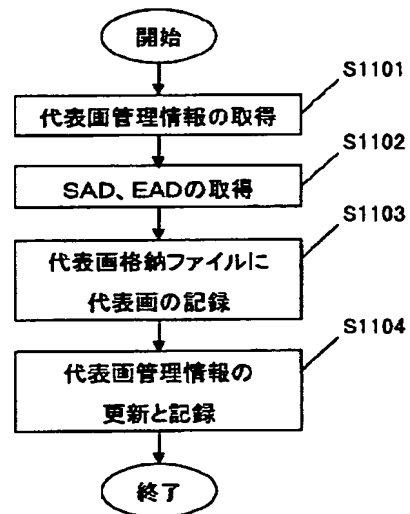 開始
S1101
代表画管理情報の取得
S1102
SAD、EADの取得
S1103
代表画格納ファイルに
代表画の記録
S1104
代表画管理情報の
更新と記録
終了